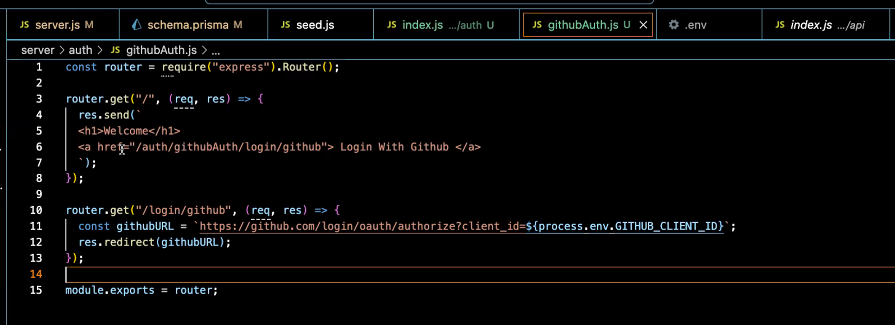 JS server.js M schema.prisma M JS seed.js JS index.js .../auth U JS githubAuth.js U × .env JS index.js .../api
server > auth > JS githubAuth.js > ...
1 const router = require("express").Router();
2
3 router.get("/", (req, res) => {
4 res.send(`
5 <h1>Welcome</h1>
6 <a href="/auth/githubAuth/login/github"> Login With Github </a>
7 `);
8 });
9
10 router.get("/login/github", (req, res) => {
11 const githubURL = `https://github.com/login/oauth/authorize?client_id=${process.env.GITHUB_CLIENT_ID}`;
12 res.redirect(githubURL);
13 });
14
15 module.exports = router;